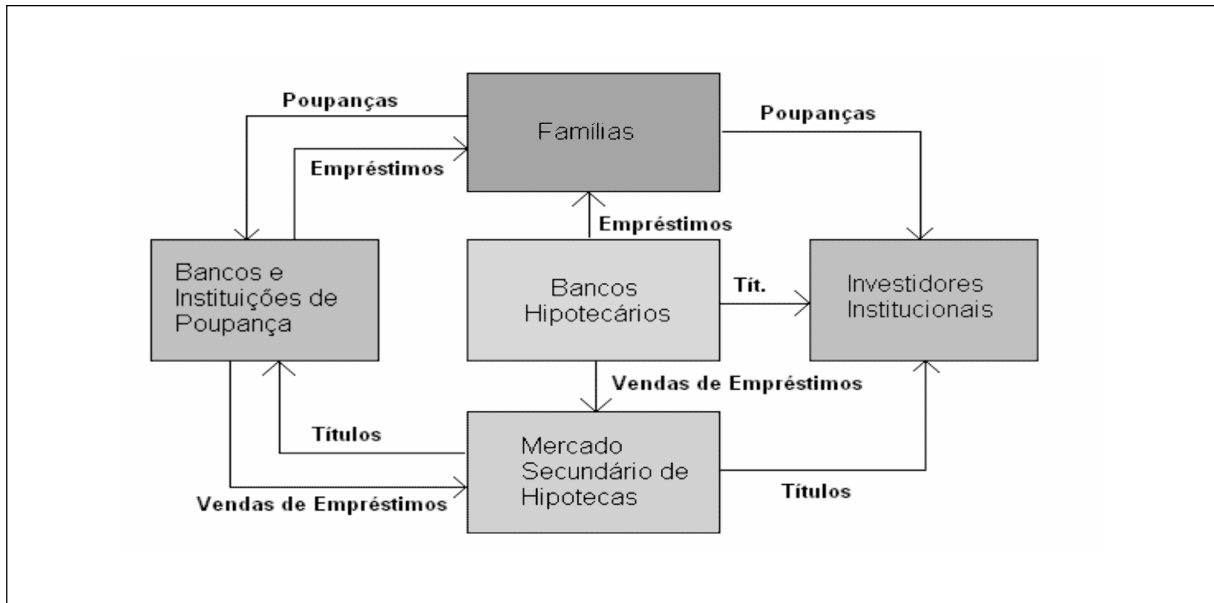 Poupanças
Famílias
Poupanças
Empréstimos
Empréstimos
Bancos e
Instituições de
Poupança
Bancos
Hipotecários
Tít.
Investidores
Institucionais
Vendas de Empréstimos
Títulos
Mercado
Secundário de
Hipotecas
Títulos
Vendas de Empréstimos